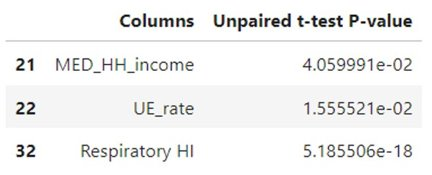 Columns Unpaired t-test P-value
21 MED_HH_income 4.059991e-02
22 UE_rate 1.555521e-02
32 Respiratory HI 5.185506e-18